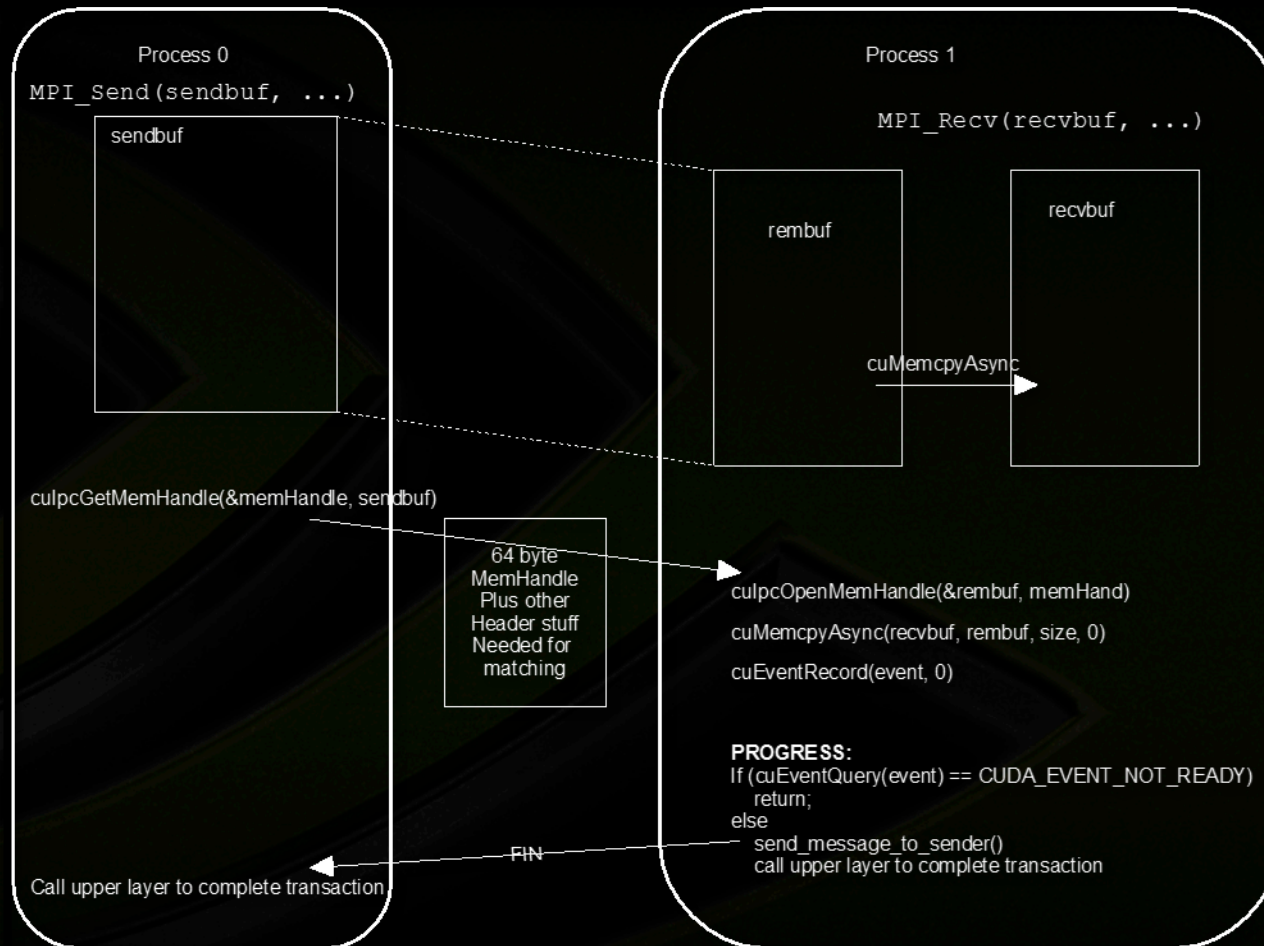 Process 0
MPI_Send(sendbuf, ...)
sendbuf
cuIpcGetMemHandle(&memHandle, sendbuf)
64 byte
MemHandle
Plus other
Header stuff
Needed for
matching
Process 1
MPI_Recv(recvbuf, ...)
rembuf
recvbuf
cuMemcpyAsync
cuIpcOpenMemHandle(&rembuf, memHand)
cuMemcpyAsync(recvbuf, rembuf, size, 0)
cuEventRecord(event, 0)
PROGRESS:
If (cuEventQuery(event) == CUDA_EVENT_NOT_READY)
return;
else
send_message_to_sender()
call upper layer to complete transaction
FIN
Call upper layer to complete transaction